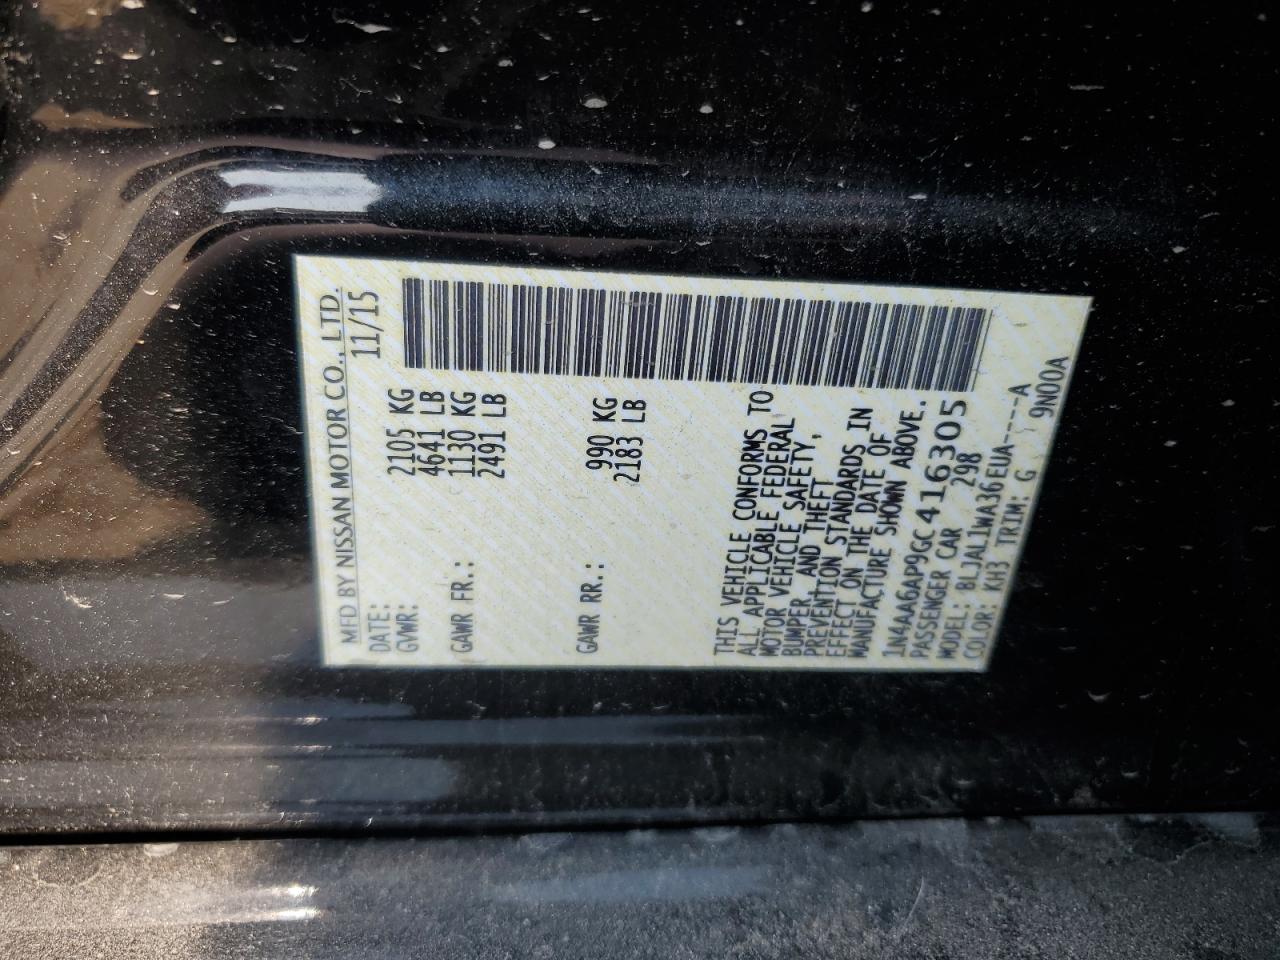 MFD BY NISSAN MOTOR CO., LTD.
DATE: 11/15
GVWR: 2105 KG
4641 LB
GAWR FR.: 1130 KG
2491 LB
GAWR RR.: 990 KG
2183 LB
THIS VEHICLE CONFORMS TO
ALL APPLICABLE FEDERAL
MOTOR VEHICLE SAFETY,
BUMPER, AND THEFT
PREVENTION STANDARDS IN
EFFECT ON THE DATE OF
MANUFACTURE SHOWN ABOVE.
1N4AA6AP9GC416305
PASSENGER CAR 298
MODEL: BLJAL1WA36EUA----A
COLOR: KH3 TRIM: G 9N00A